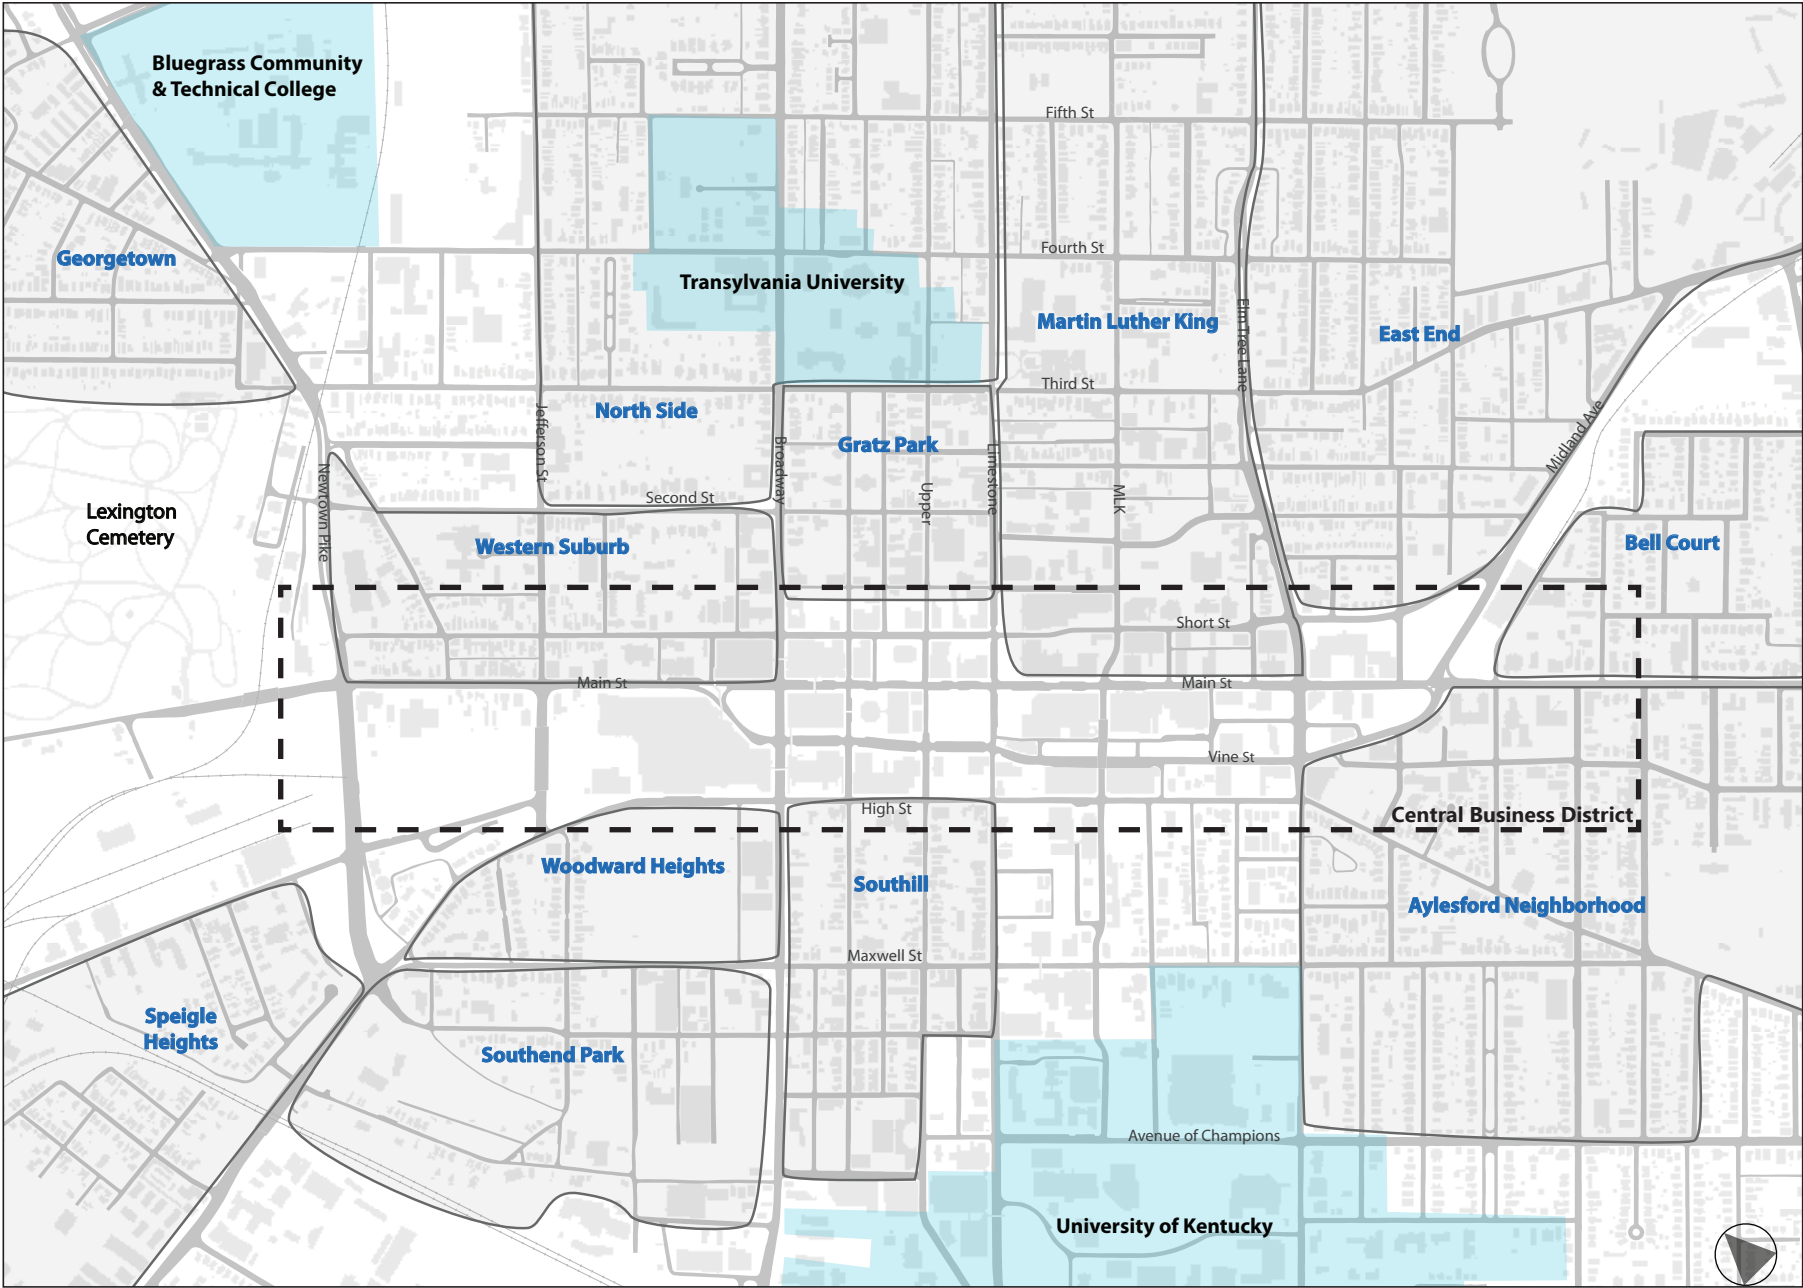 Bluegrass Community
& Technical College
Fifth St
Fourth St
Georgetown
Transylvania University
Martin Luther King
East End
Elm Tree Lane
Third St
North Side
Jefferson St
Broadway
Gratz Park
Limestone
Upper
MLK
Midland Ave
Newtown Pike
Second St
Lexington
Cemetery
Western Suburb
Bell Court
Short St
Main St
Main St
Vine St
High St
Central Business District
Woodward Heights
Southill
Aylesford Neighborhood
Maxwell St
Speigle
Heights
Southend Park
Avenue of Champions
University of Kentucky